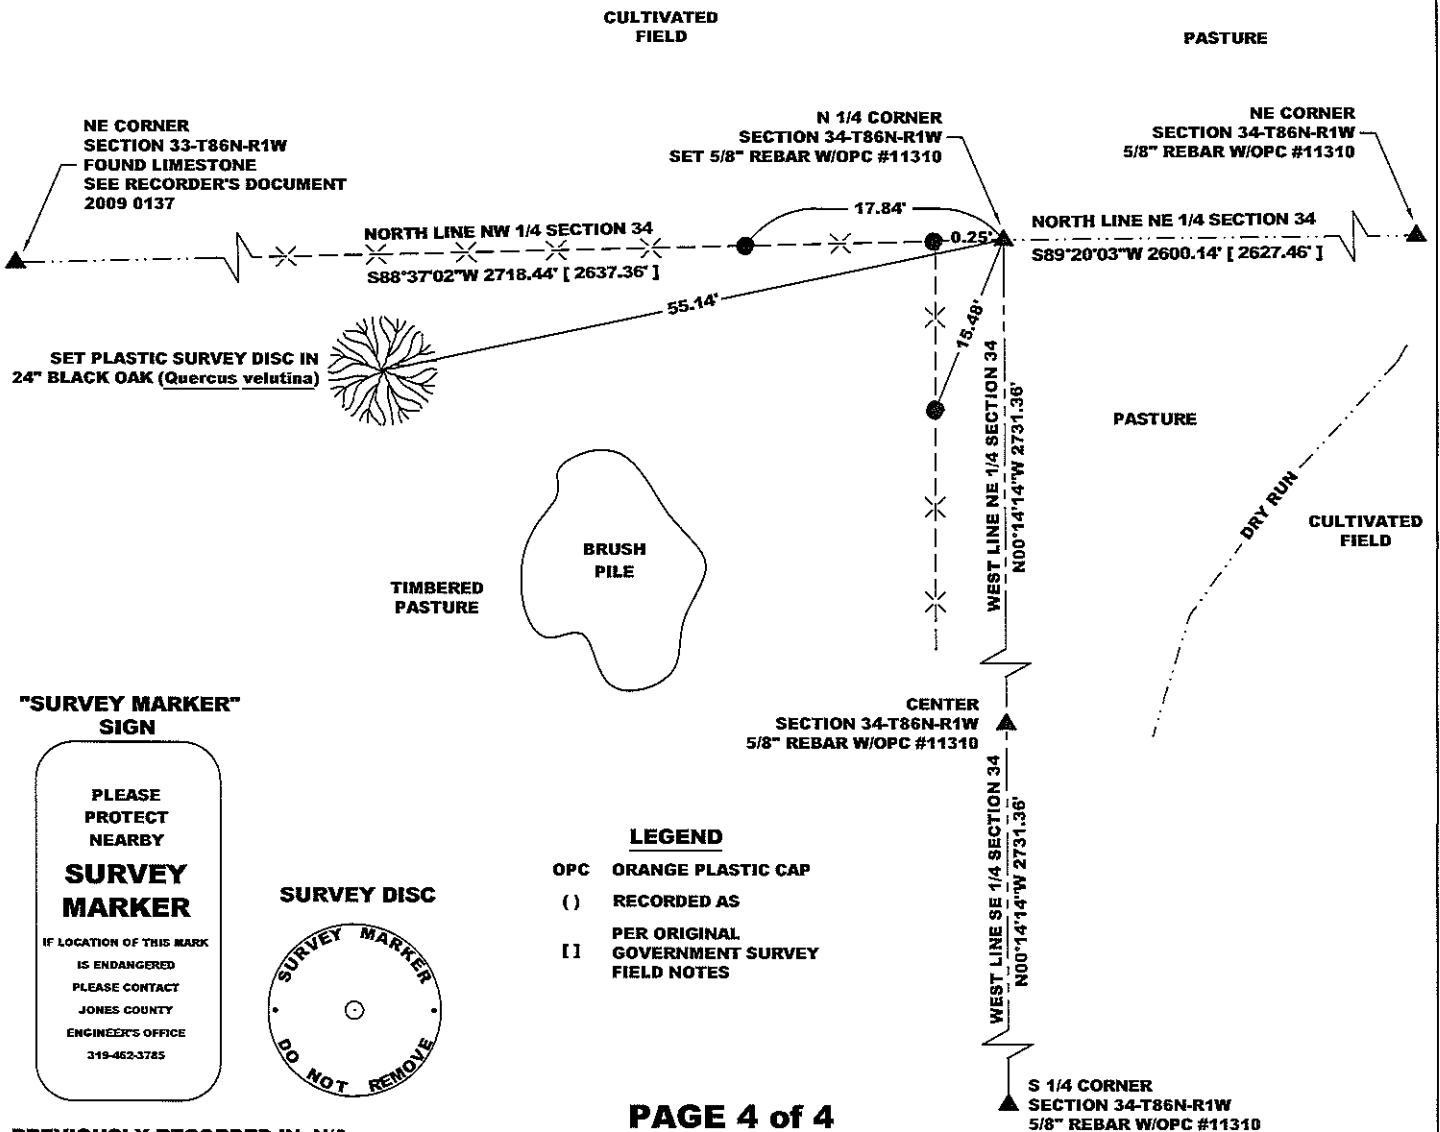 CULTIVATED
FIELD
PASTURE
NE CORNER
SECTION 33-T86N-R1W
FOUND LIMESTONE
SEE RECORDER'S DOCUMENT
2009 0137
N 1/4 CORNER
SECTION 34-T86N-R1W
SET 5/8" REBAR W/OPC #11310
NE CORNER
SECTION 34-T86N-R1W
5/8" REBAR W/OPC #11310
17.84'
NORTH LINE NW 1/4 SECTION 34
S88°37'02"W 2718.44' [ 2637.36' ]
0.25'
NORTH LINE NE 1/4 SECTION 34
S89°20'03"W 2600.14' [ 2627.46' ]
55.14'
15.48'
SET PLASTIC SURVEY DISC IN
24" BLACK OAK (Quercus velutina)
WEST LINE NE 1/4 SECTION 34
N00°14'14"W 2731.36'
PASTURE
DRY RUN
CULTIVATED
FIELD
BRUSH
PILE
TIMBERED
PASTURE
CENTER
SECTION 34-T86N-R1W
5/8" REBAR W/OPC #11310
WEST LINE SE 1/4 SECTION 34
N00°14'14"W 2731.36'
"SURVEY MARKER"
SIGN
PLEASE
PROTECT
NEARBY
SURVEY
MARKER
IF LOCATION OF THIS MARK
IS ENDANGERED
PLEASE CONTACT
JONES COUNTY
ENGINEER'S OFFICE
319-462-3785
SURVEY DISC
SURVEY MARKER
DO NOT REMOVE
LEGEND
OPC ORANGE PLASTIC CAP
( ) RECORDED AS
[ ] PER ORIGINAL
GOVERNMENT SURVEY
FIELD NOTES
S 1/4 CORNER
SECTION 34-T86N-R1W
5/8" REBAR W/OPC #11310
PAGE 4 of 4
PREVIOUSLY RECORDED IN: N/A